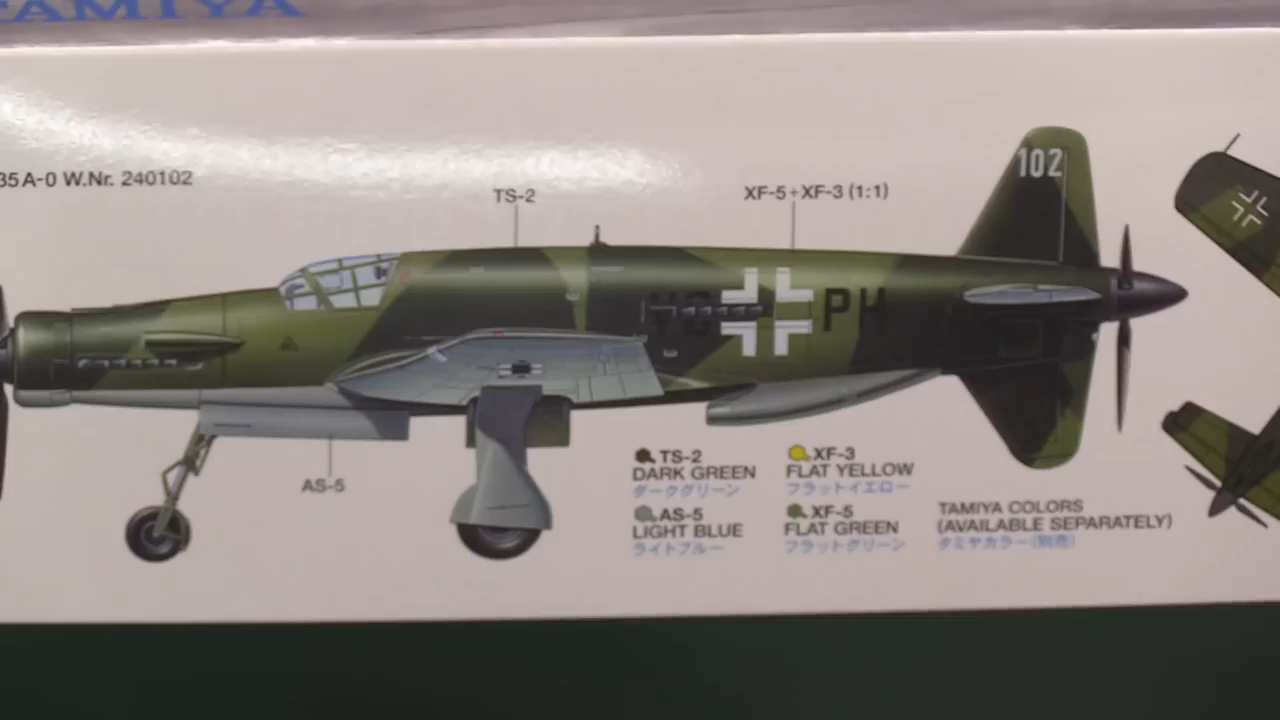 TAMIYA
35 A-0 W.Nr. 240102
TS-2
XF-5+XF-3 (1:1)
102
PH
AS-5
TS-2
DARK GREEN
ダークグリーン
XF-3
FLAT YELLOW
フラットイエロー
AS-5
LIGHT BLUE
ライトブルー
XF-5
FLAT GREEN
フラットグリーン
TAMIYA COLORS
(AVAILABLE SEPARATELY)
タミヤカラー(別売)